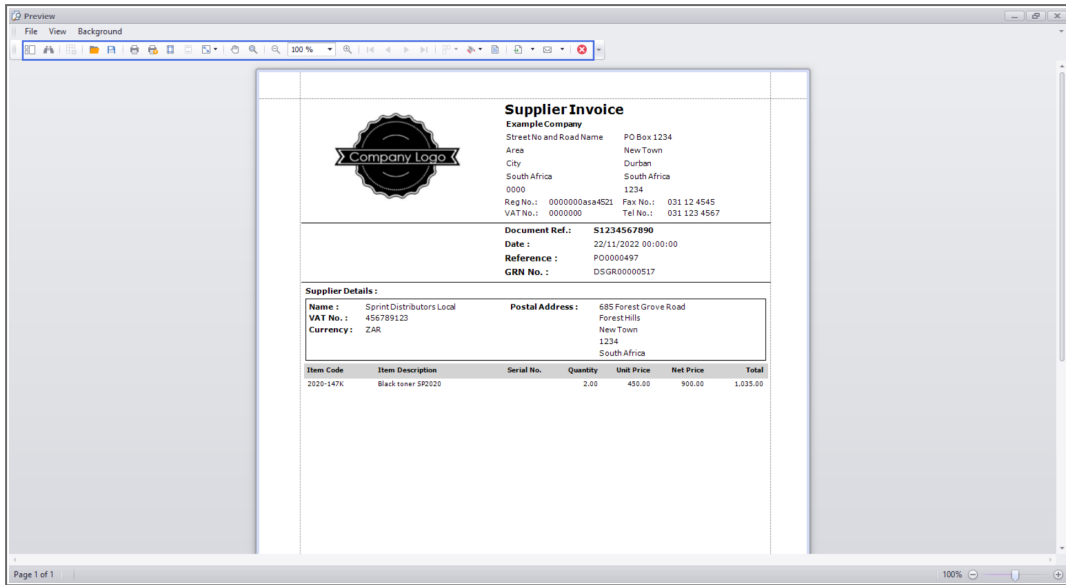 Preview
File View Background
100 %
Supplier Invoice
Example Company
Street No and Road Name PO Box 1234
Area New Town
City Durban
South Africa South Africa
0000 1234
Reg No.: 0000000asa4521 Fax No.: 031 12 4545
VAT No.: 0000000 Tel No.: 031 123 4567
Company Logo
Document Ref.: S1234567890
Date : 22/11/2022 00:00:00
Reference : PO0000497
GRN No. : DSGR00000517
Supplier Details :
Name : Sprint Distributors Local Postal Address : 685 Forest Grove Road
VAT No. : 456789123 Forest Hills
Currency : ZAR New Town
1234
South Africa
Item Code Item Description Serial No. Quantity Unit Price Net Price Total
2020-147K Black toner SP2020 2.00 450.00 900.00 1,035.00
Page 1 of 1 100%